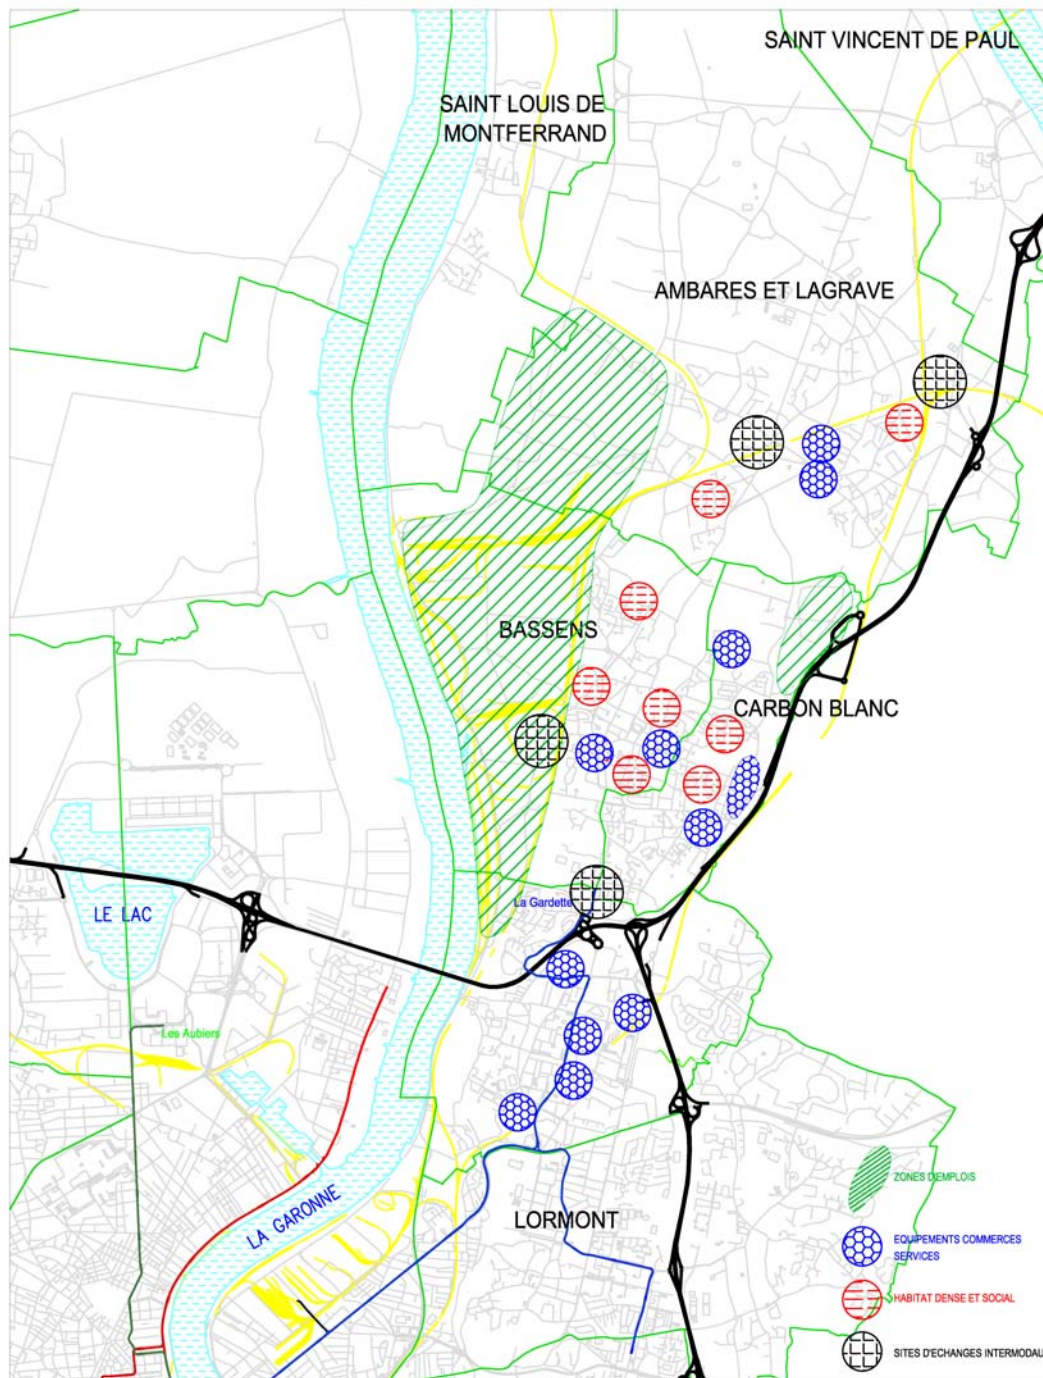 SAINT VINCENT DE PAUL
SAINT LOUIS DE
MONTFERRAND
AMBARES ET LAGRAVE
BASSENS
CARBON BLANC
La Gardette
LE LAC
Les Aubiers
LA GARONNE
LORMONT
ZONES D'EMPLOIS
EQUIPEMENTS COMMERCES
SERVICES
HABITAT DENSE ET SOCIAL
SITES D'ECHANGES INTERMODAU